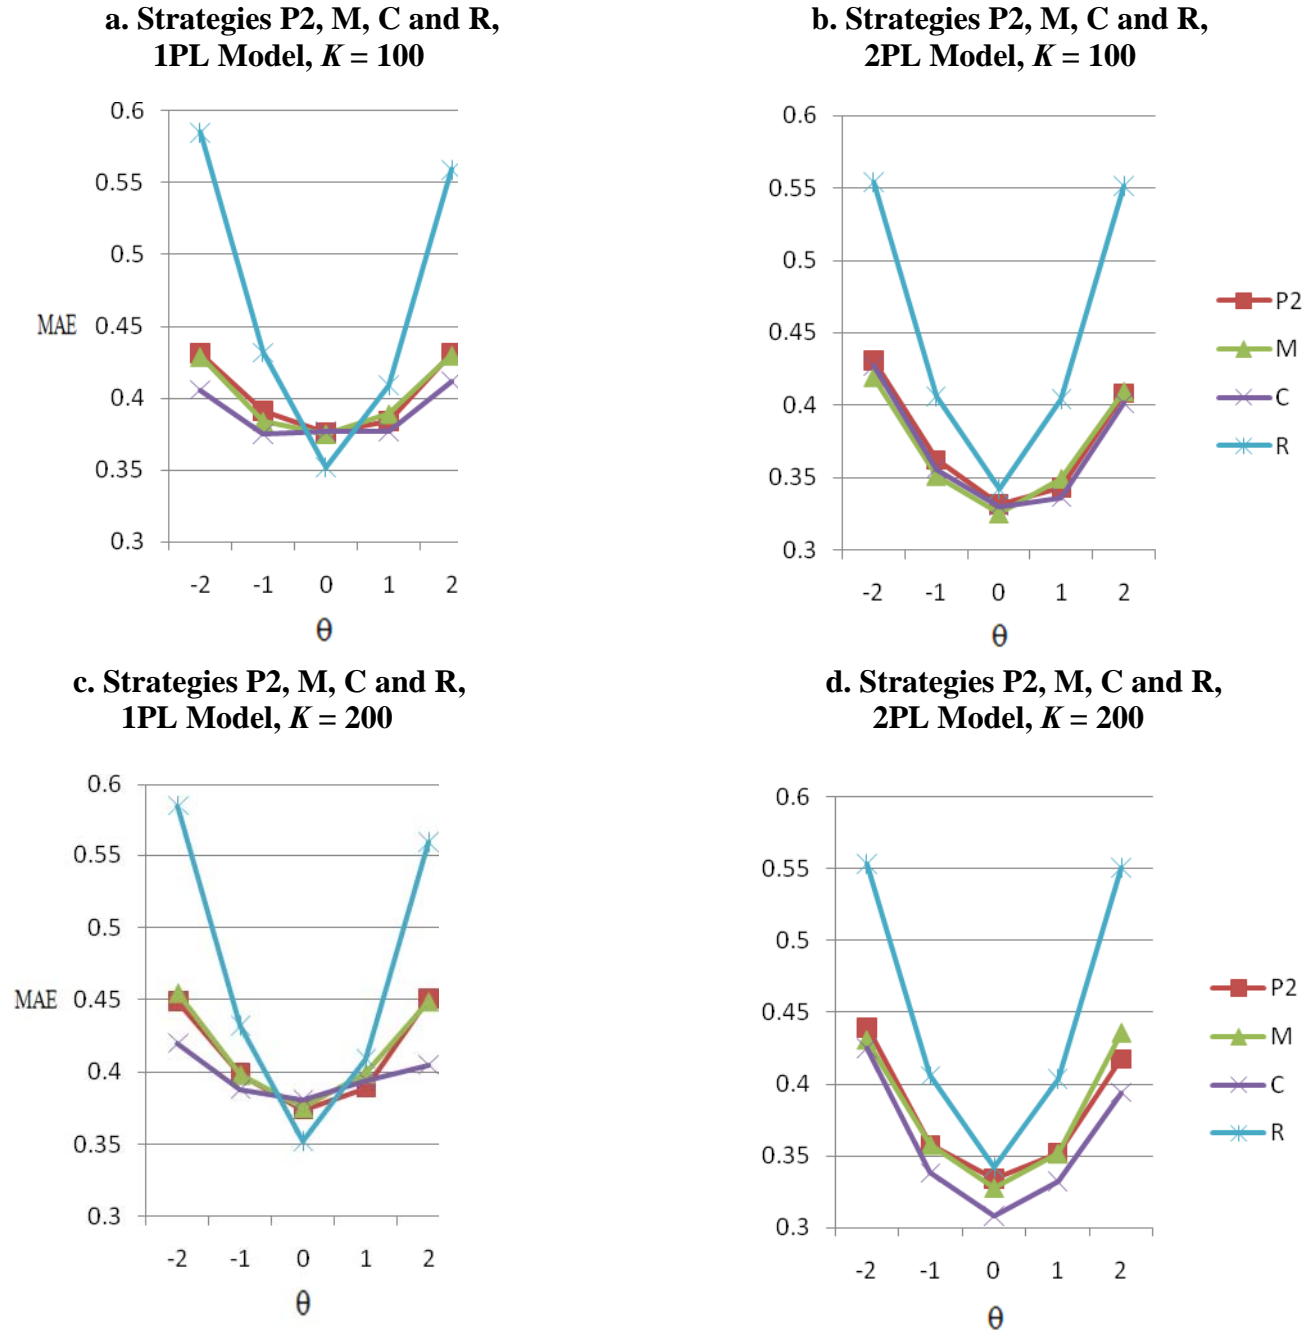 a. Strategies P2, M, C and R,
1PL Model, K = 100
0.6
0.55
0.5
MAE 0.45
0.4
0.35
0.3
-2 -1 0 1 2
θ
b. Strategies P2, M, C and R,
2PL Model, K = 100
0.6
0.55
0.5
0.45
0.4
0.35
0.3
-2 -1 0 1 2
θ
P2
M
C
R
c. Strategies P2, M, C and R,
1PL Model, K = 200
0.6
0.55
0.5
MAE 0.45
0.4
0.35
0.3
-2 -1 0 1 2
θ
d. Strategies P2, M, C and R,
2PL Model, K = 200
0.6
0.55
0.5
0.45
0.4
0.35
0.3
-2 -1 0 1 2
θ
P2
M
C
R